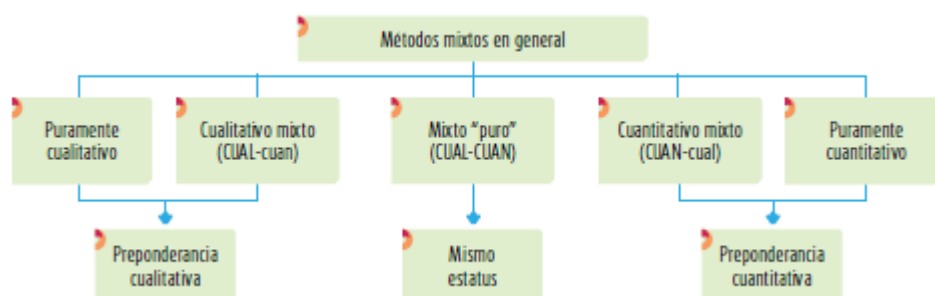 Métodos mixtos en general
Puramente
cualitativo
Cualitativo mixto
(CUAL-cuan)
Mixto “puro”
(CUAL-CUAN)
Cuantitativo mixto
(CUAN-cual)
Puramente
cuantitativo
Preponderancia
cualitativa
Mismo
estatus
Preponderancia
cuantitativa